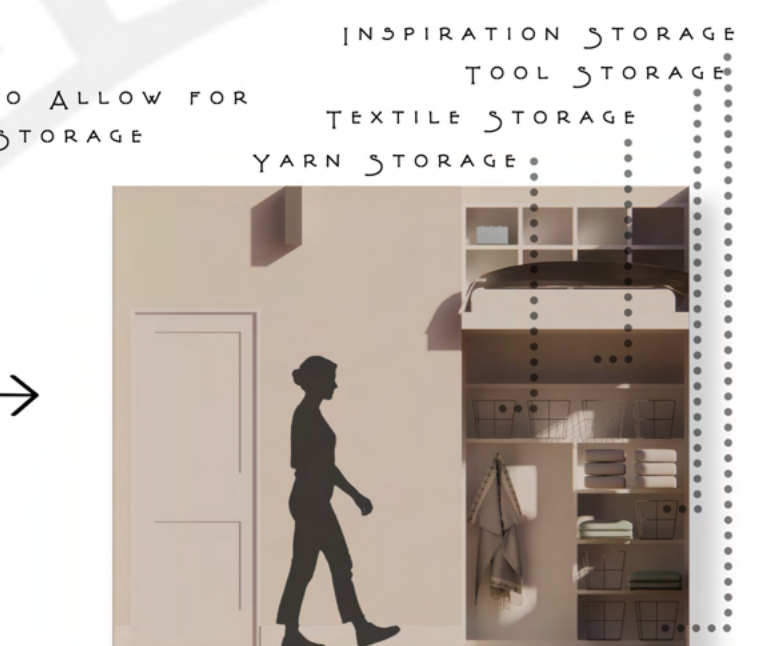 INSPIRATION STORAGE
TOOL STORAGE
O ALLOW FOR
STORAGE
TEXTILE STORAGE
YARN STORAGE